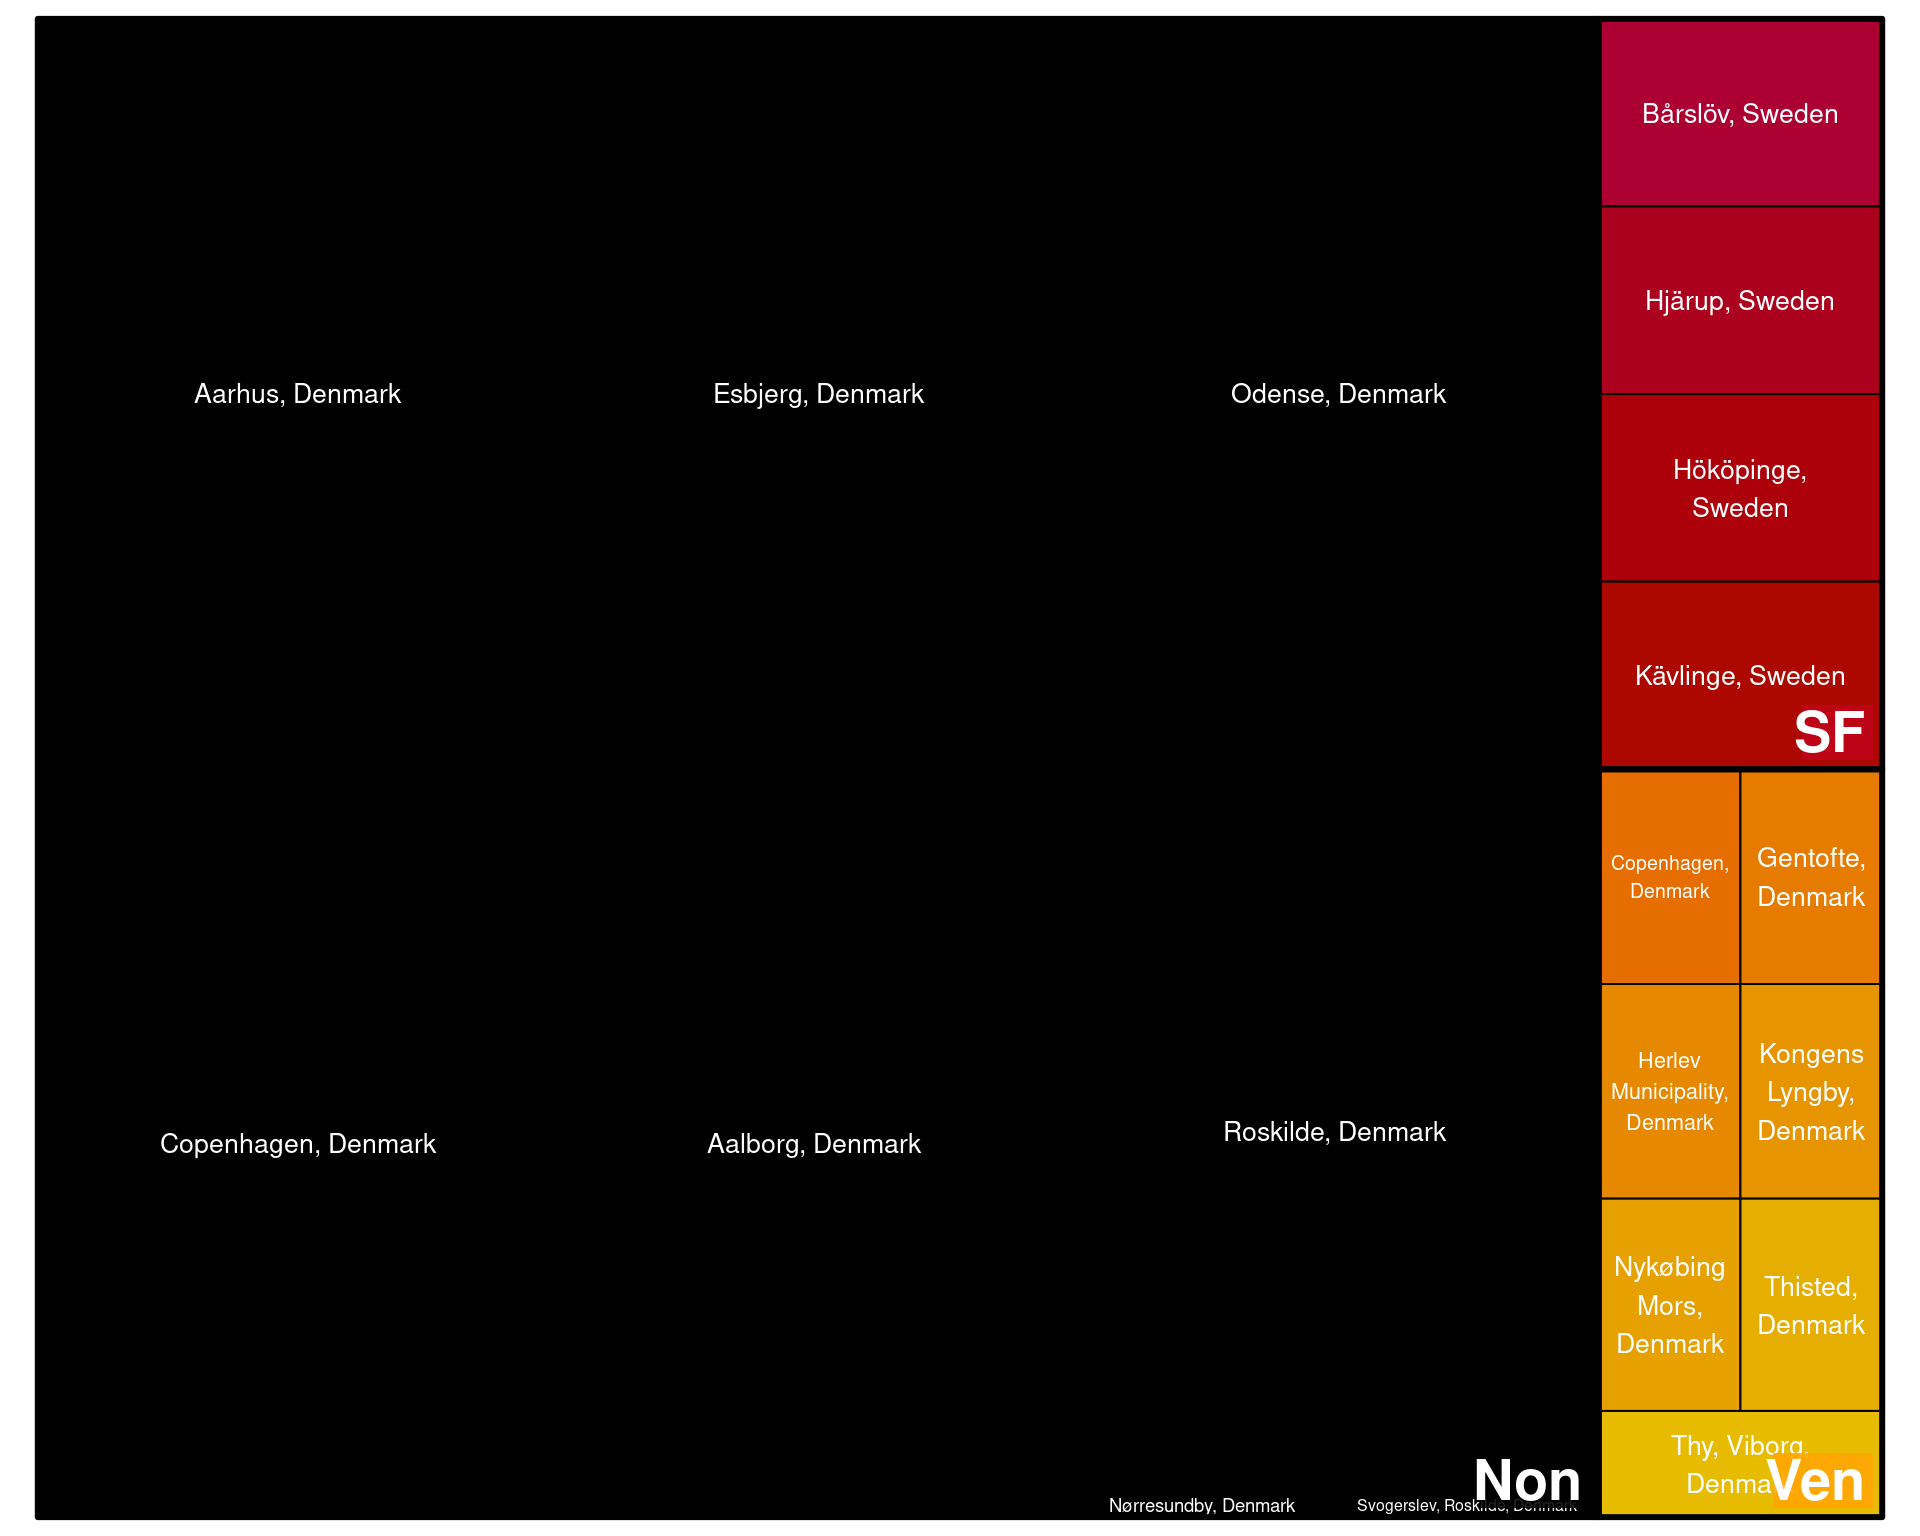 Aarhus, Denmark
Esbjerg, Denmark
Odense, Denmark
Copenhagen, Denmark
Aalborg, Denmark
Roskilde, Denmark
Nørresundby, Denmark
Svogerslev, Roskilde, Denmark
Non
Bårslöv, Sweden
Hjärup, Sweden
Hököpinge,
Sweden
Kävlinge, Sweden
SF
Copenhagen,
Denmark
Gentofte,
Denmark
Herlev
Municipality,
Denmark
Kongens
Lyngby,
Denmark
Nykøbing
Mors,
Denmark
Thisted,
Denmark
Thy, Viborg,
Denma
Ven